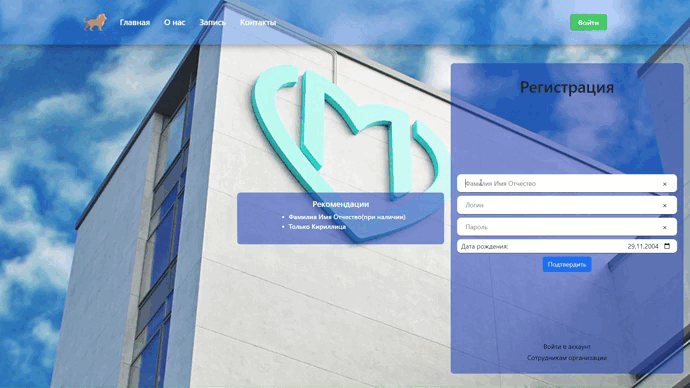 Главная О нас Запись Контакты Войти
Регистрация
Фамилия Имя Отчество
Логин
Пароль
Дата рождения: 29.11.2004
Подтвердить
Рекомендации
Фамилия Имя Отчество(при наличии)
Только Кириллица
Войти в аккаунт
Сотрудникам организации